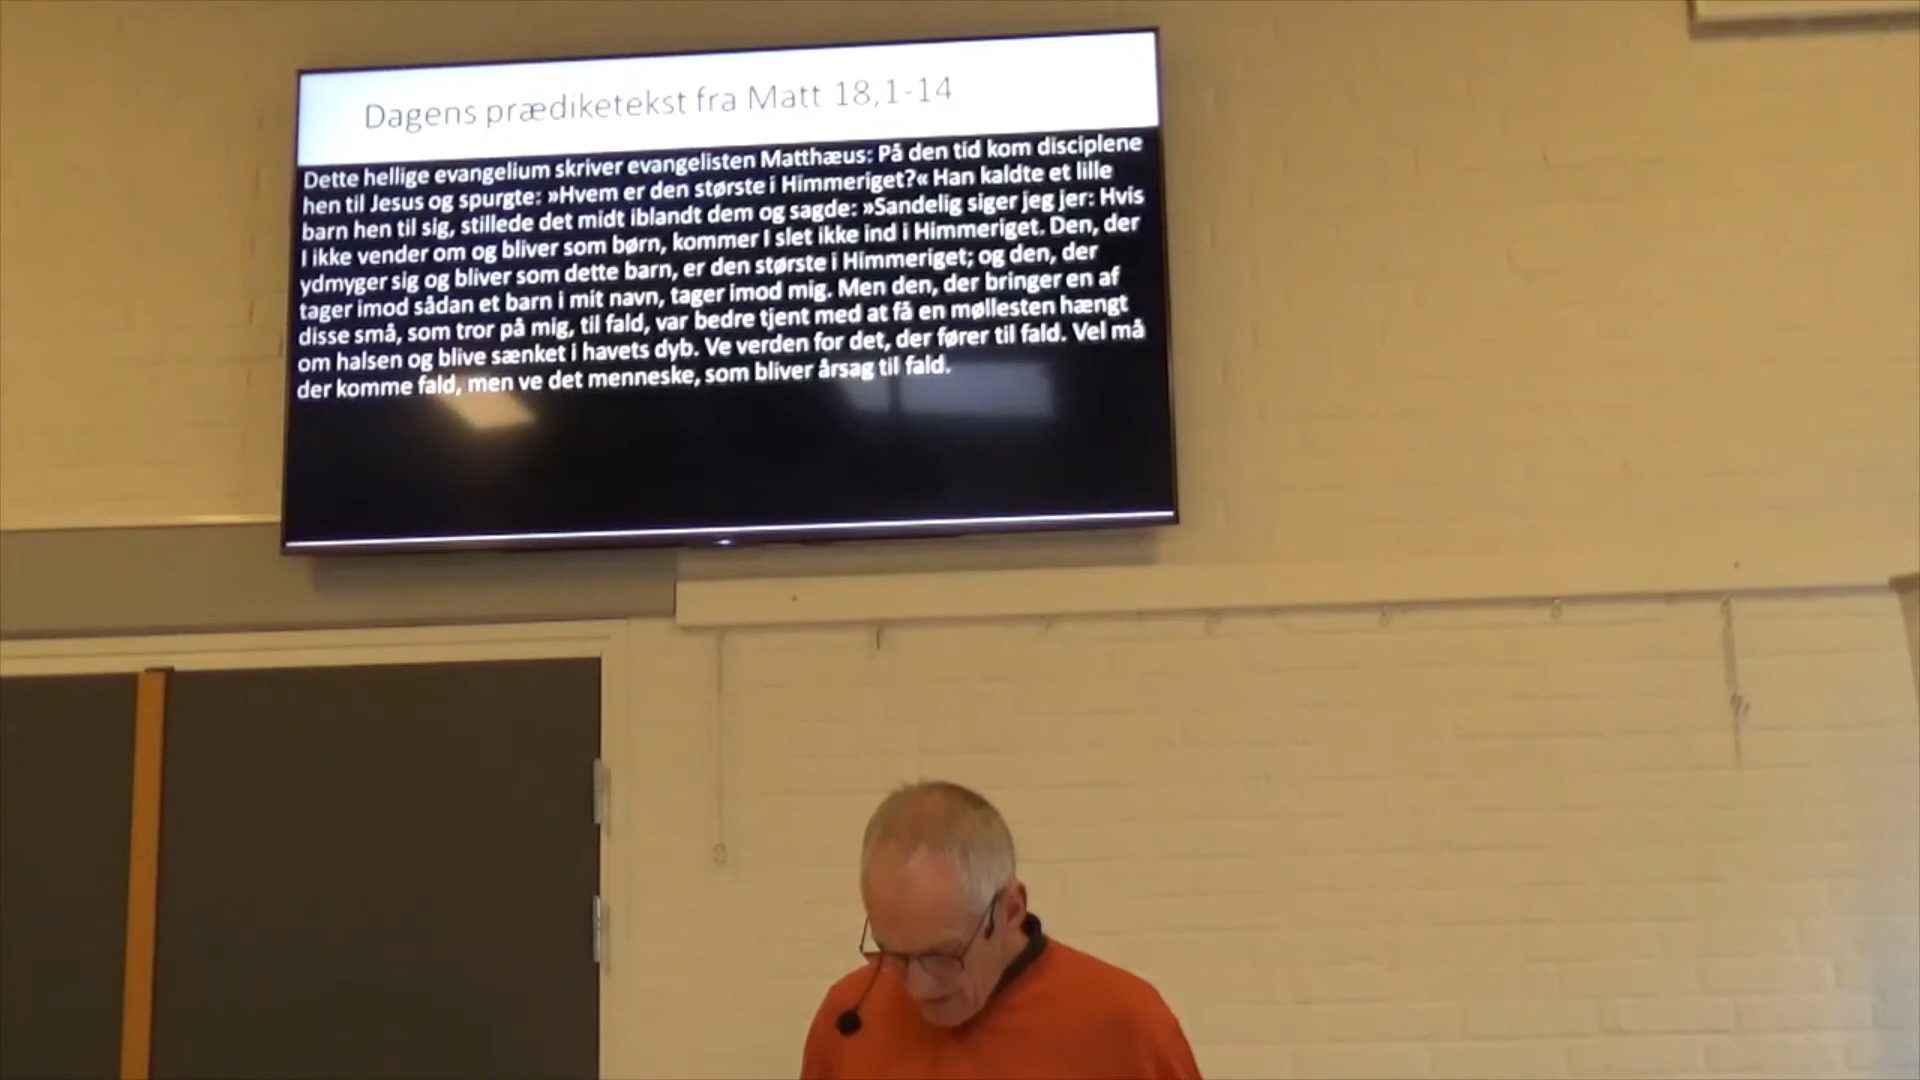 Dagens prædiketekst fra Matt 18,1-14
Dette hellige evangelium skriver evangelisten Matthæus: På den tid kom disciplene
hen til Jesus og spurgte: »Hvem er den største i Himmeriget?« Han kaldte et lille
barn hen til sig, stillede det midt iblandt dem og sagde: »Sandelig siger jeg jer: Hvis
I ikke vender om og bliver som børn, kommer I slet ikke ind i Himmeriget. Den, der
ydmyger sig og bliver som dette barn, er den største i Himmeriget; og den, der
tager imod sådan et barn i mit navn, tager imod mig. Men den, der bringer en af
disse små, som tror på mig, til fald, var bedre tjent med at få en møllesten hængt
om halsen og blive sænket i havets dyb. Ve verden for det, der fører til fald. Vel må
der komme fald, men ve det menneske, som bliver årsag til fald.